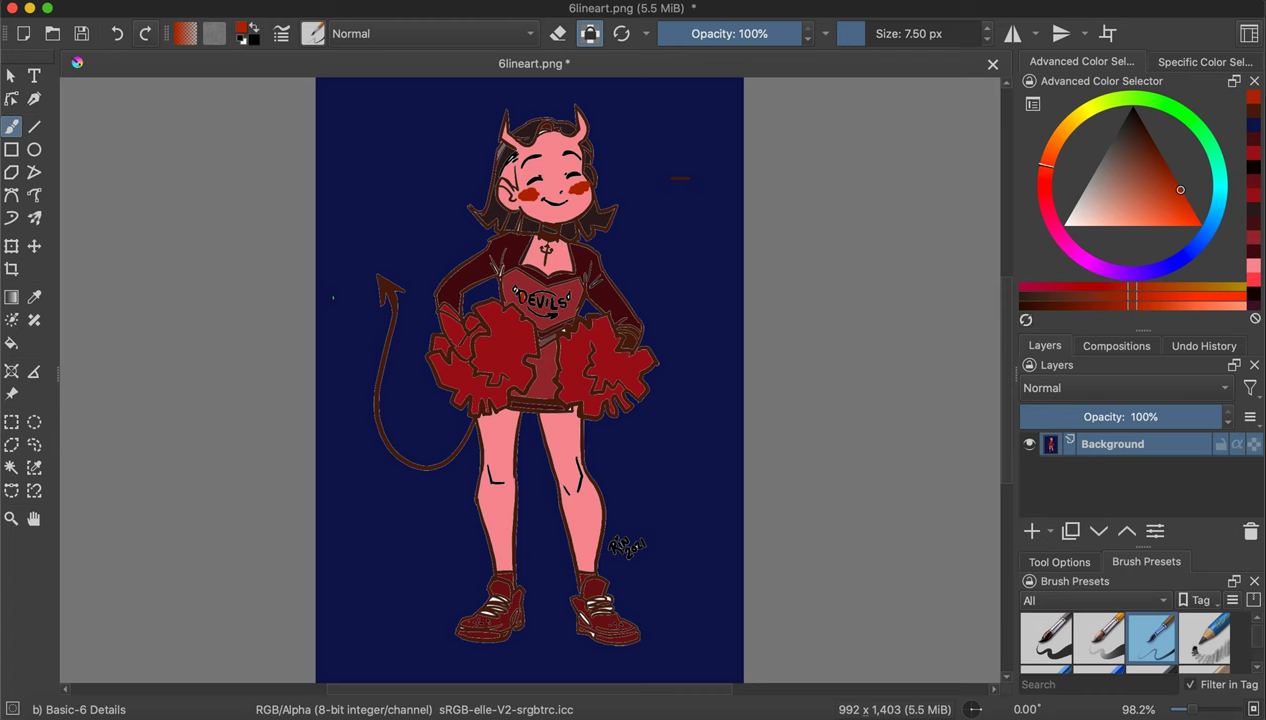 6lineart.png (5.5 MiB) *
Normal
Opacity: 100%
Size: 7.50 px
6lineart.png *
Advanced Color Sel...
Specific Color Sel...
Advanced Color Selector
DEVILS
Rin
2021
Layers
Compositions
Undo History
Layers
Normal
Opacity: 100%
Background
Tool Options
Brush Presets
Brush Presets
All
Tag
Search
Filter in Tag
b) Basic-6 Details
RGB/Alpha (8-bit integer/channel) sRGB-elle-V2-srgbtrc.icc
992 x 1,403 (5.5 MiB)
0.00°
98.2%